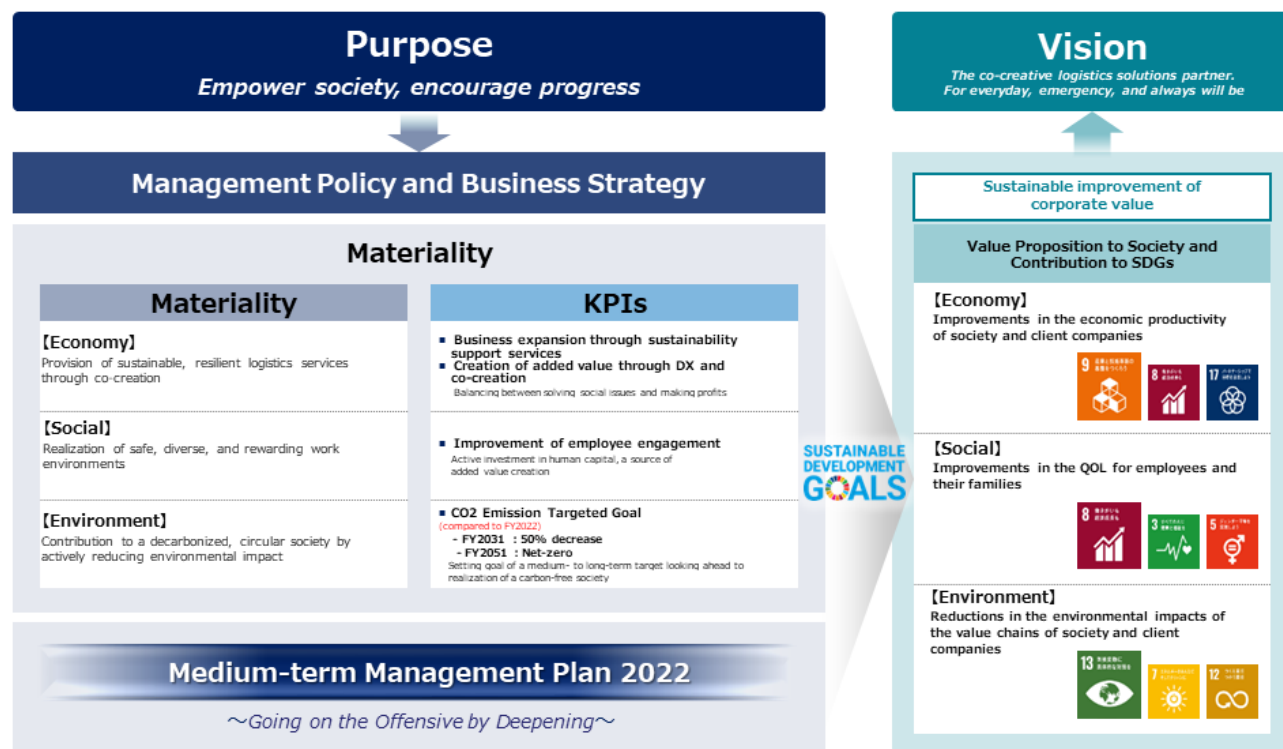 Purpose
Empower society, encourage progress
Management Policy and Business Strategy
Materiality
Materiality
【Economy】
Provision of sustainable, resilient logistics services
through co-creation
【Social】
Realization of safe, diverse, and rewarding work
environments
【Environment】
Contribution to a decarbonized, circular society by
actively reducing environmental impact
KPIs
▪ Business expansion through sustainability
support services
▪ Creation of added value through DX and
co-creation
Balancing between solving social issues and making profits
▪ Improvement of employee engagement
Active investment in human capital, a source of
added value creation
▪ CO2 Emission Targeted Goal
(compared to FY2022)
- FY2031 : 50% decrease
- FY2051 : Net-zero
Setting goal of a medium- to long-term target looking ahead to
realization of a carbon-free society
Medium-term Management Plan 2022
～Going on the Offensive by Deepening～
SUSTAINABLE
DEVELOPMENT
GOALS
Vision
The co-creative logistics solutions partner.
For everyday, emergency, and always will be
Sustainable improvement of
corporate value
Value Proposition to Society and
Contribution to SDGs
【Economy】
Improvements in the economic productivity
of society and client companies
9
8
17
【Social】
Improvements in the QOL for employees and
their families
8
3
5
【Environment】
Reductions in the environmental impacts of
the value chains of society and client
companies
13
7
12